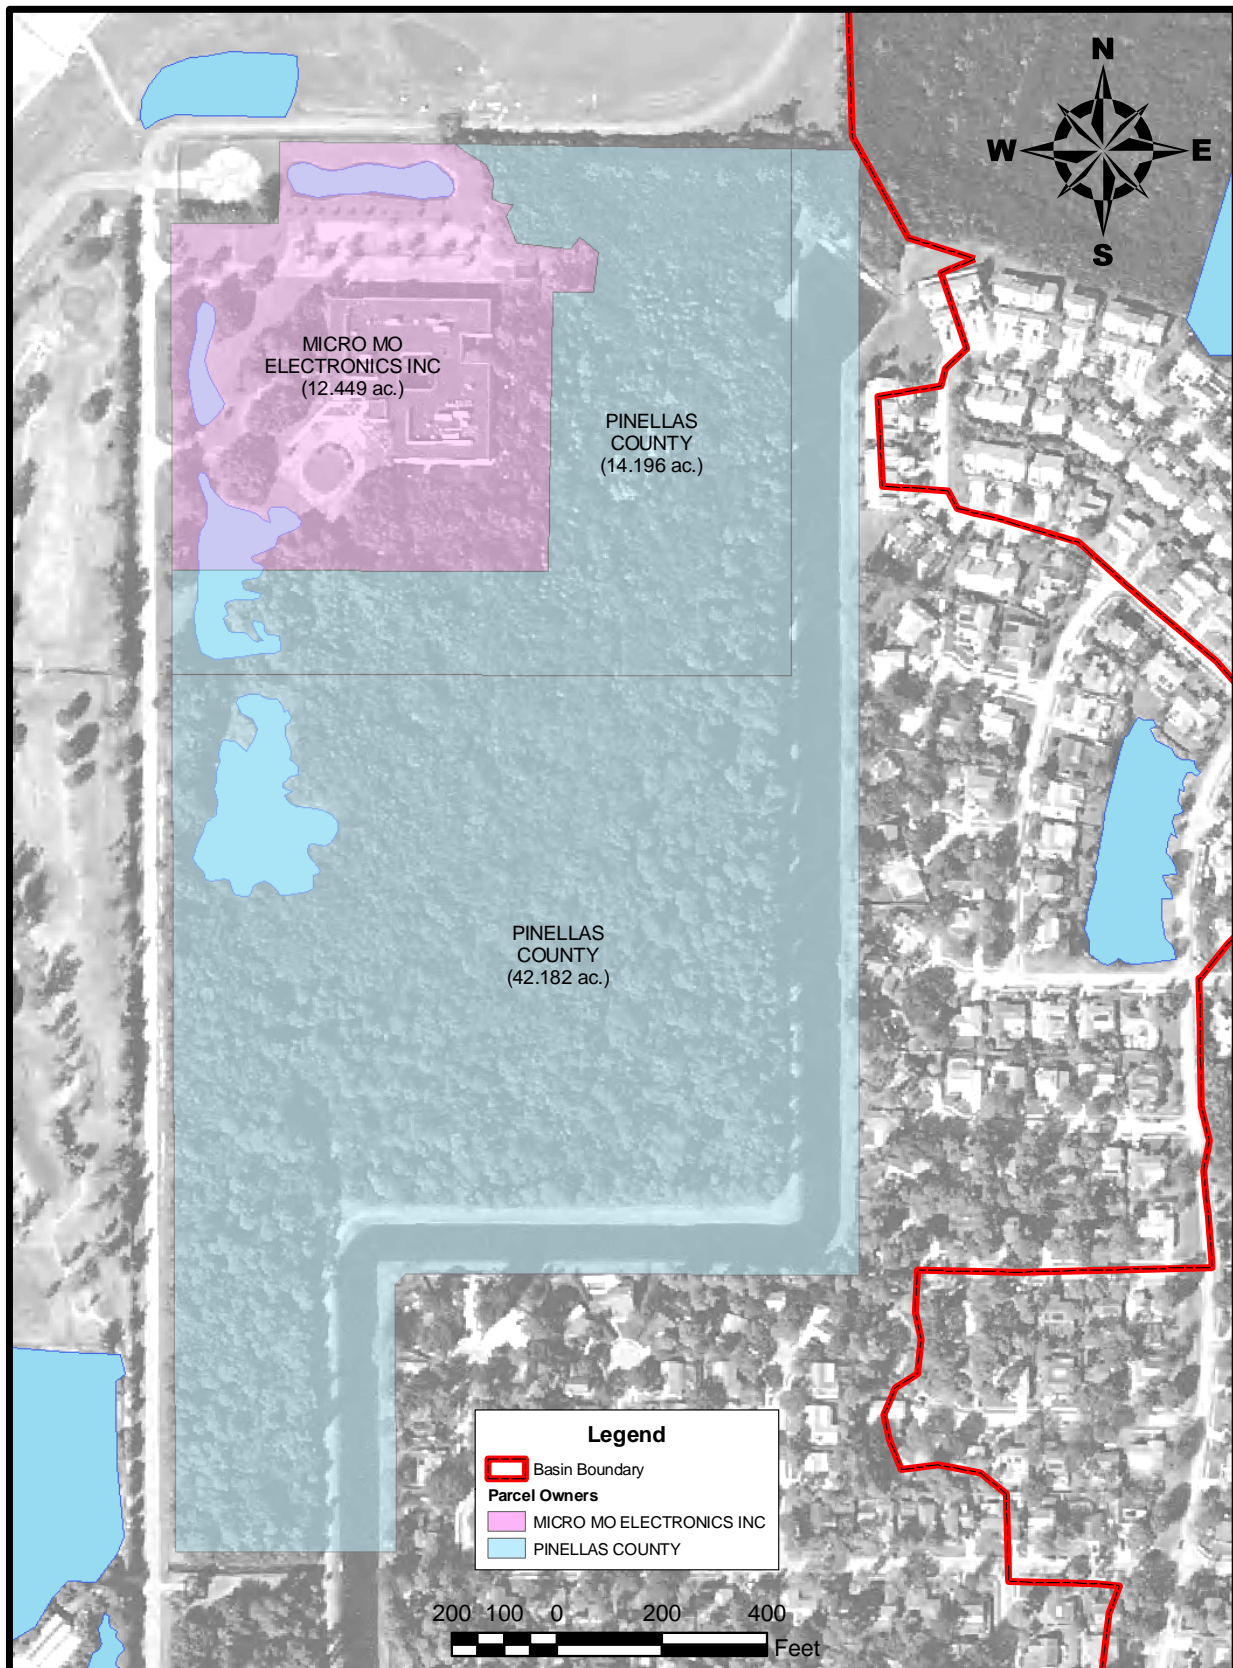 N
W E
S
MICRO MO
ELECTRONICS INC
(12.449 ac.)
PINELLAS
COUNTY
(14.196 ac.)
PINELLAS
COUNTY
(42.182 ac.)
Legend
Basin Boundary
Parcel Owners
MICRO MO ELECTRONICS INC
PINELLAS COUNTY
200 100 0 200 400
Feet